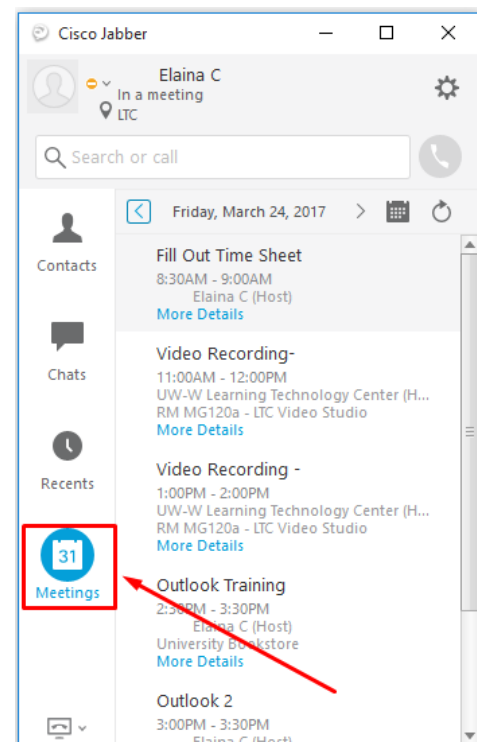 Cisco Jabber
Elaina C
In a meeting
LTC
Search or call
Friday, March 24, 2017
Contacts
Chats
Recents
31
Meetings
Fill Out Time Sheet
8:30AM - 9:00AM
Elaina C (Host)
More Details
Video Recording-
11:00AM - 12:00PM
UW-W Learning Technology Center (H...
RM MG120a - LTC Video Studio
More Details
Video Recording -
1:00PM - 2:00PM
UW-W Learning Technology Center (H...
RM MG120a - LTC Video Studio
More Details
Outlook Training
2:30PM - 3:30PM
Elaina C (Host)
University Bookstore
More Details
Outlook 2
3:00PM - 3:30PM
Elaina C (Host)